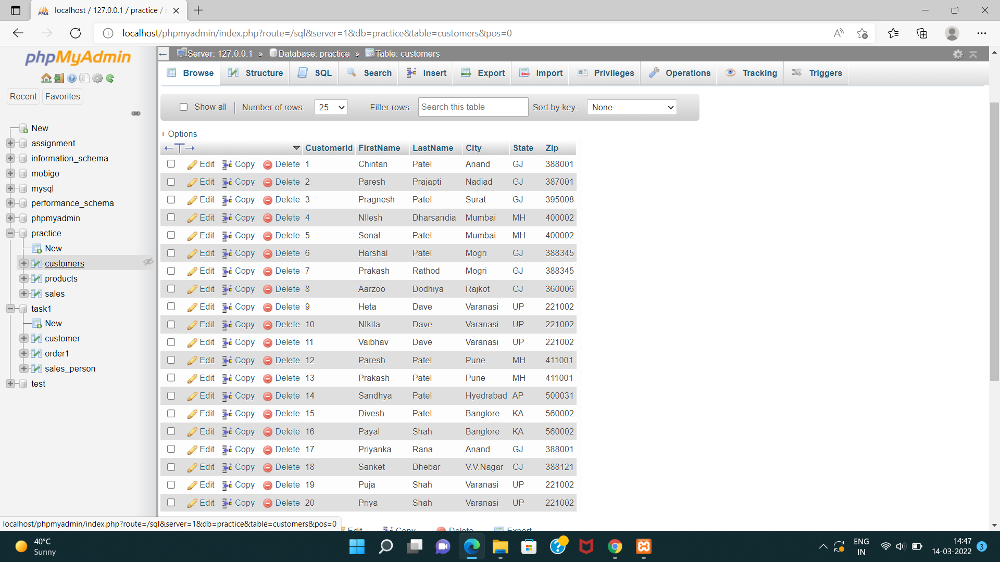 localhost / 127.0.0.1 / practice /
localhost/phpmyadmin/index.php?route=/sql&server=1&db=practice&table=customers&pos=0
phpMyAdmin
Recent Favorites
New
assignment
information_schema
mobigo
mysql
performance_schema
phpmyadmin
practice
New
customers
products
sales
task1
New
customer
order1
sales_person
test
Server: 127.0.0.1 » Database: practice » Table: customers
Browse Structure SQL Search Insert Export Import Privileges Operations Tracking Triggers
Show all Number of rows: 25 Filter rows: Search this table Sort by key: None
+ Options
CustomerId FirstName LastName City State Zip
Edit Copy Delete 1 Chintan Patel Anand GJ 388001
Edit Copy Delete 2 Paresh Prajapti Nadiad GJ 387001
Edit Copy Delete 3 Pragnesh Patel Surat GJ 395008
Edit Copy Delete 4 NIlesh Dharsandia Mumbai MH 400002
Edit Copy Delete 5 Sonal Patel Mumbai MH 400002
Edit Copy Delete 6 Harshal Patel Mogri GJ 388345
Edit Copy Delete 7 Prakash Rathod Mogri GJ 388345
Edit Copy Delete 8 Aarzoo Dodhiya Rajkot GJ 360006
Edit Copy Delete 9 Heta Dave Varanasi UP 221002
Edit Copy Delete 10 NIkita Dave Varanasi UP 221002
Edit Copy Delete 11 Vaibhav Dave Varanasi UP 221002
Edit Copy Delete 12 Paresh Patel Pune MH 411001
Edit Copy Delete 13 Prakash Patel Pune MH 411001
Edit Copy Delete 14 Sandhya Patel Hyedrabad AP 500031
Edit Copy Delete 15 Divesh Patel Banglore KA 560002
Edit Copy Delete 16 Payal Shah Banglore KA 560002
Edit Copy Delete 17 Priyanka Rana Anand GJ 388001
Edit Copy Delete 18 Sanket Dhebar V.V.Nagar GJ 388121
Edit Copy Delete 19 Puja Shah Varanasi UP 221002
Edit Copy Delete 20 Priya Shah Varanasi UP 221002
localhost/phpmyadmin/index.php?route=/sql&server=1&db=practice&table=customers&pos=0
Edit Copy Delete Export
40°C
Sunny
ENG
IN
14:47
14-03-2022
3